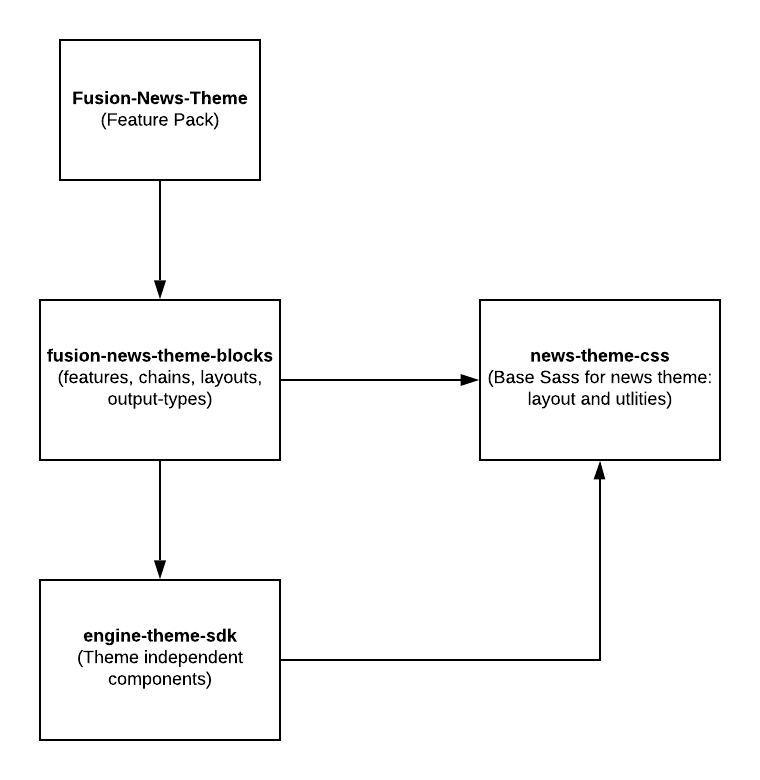 Fusion-News-Theme
(Feature Pack)
fusion-news-theme-blocks
(features, chains, layouts,
output-types)
news-theme-css
(Base Sass for news theme:
layout and utlities)
engine-theme-sdk
(Theme independent
components)